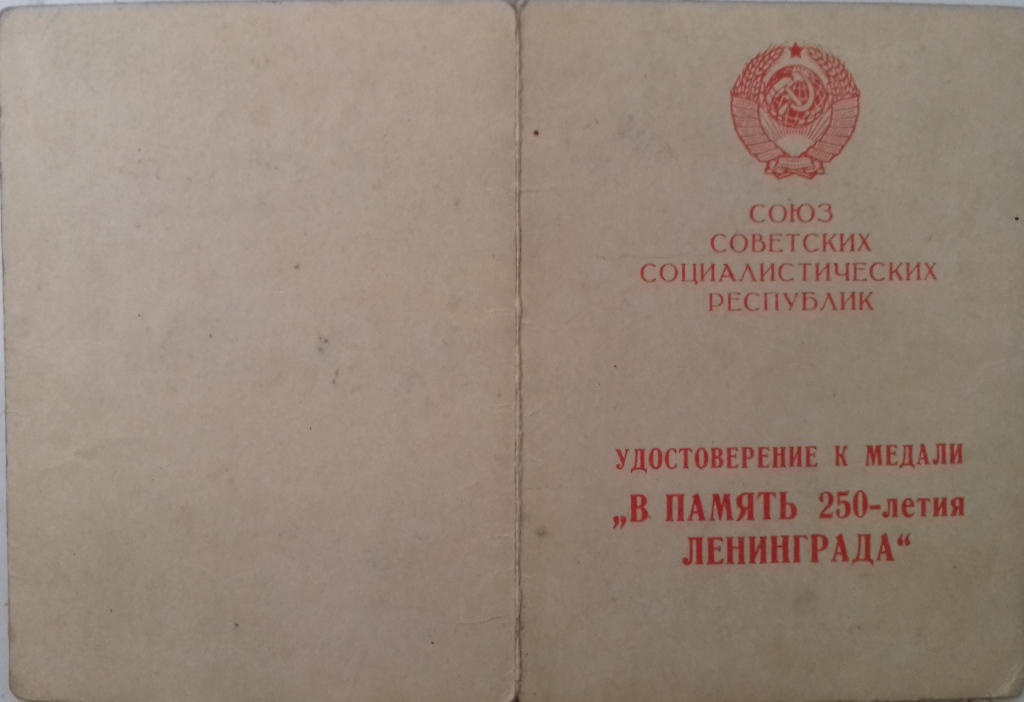 СОЮЗ
СОВЕТСКИХ
СОЦИАЛИСТИЧЕСКИХ
РЕСПУБЛИК
УДОСТОВЕРЕНИЕ К МЕДАЛИ
„В ПАМЯТЬ 250-летия
ЛЕНИНГРАДА“